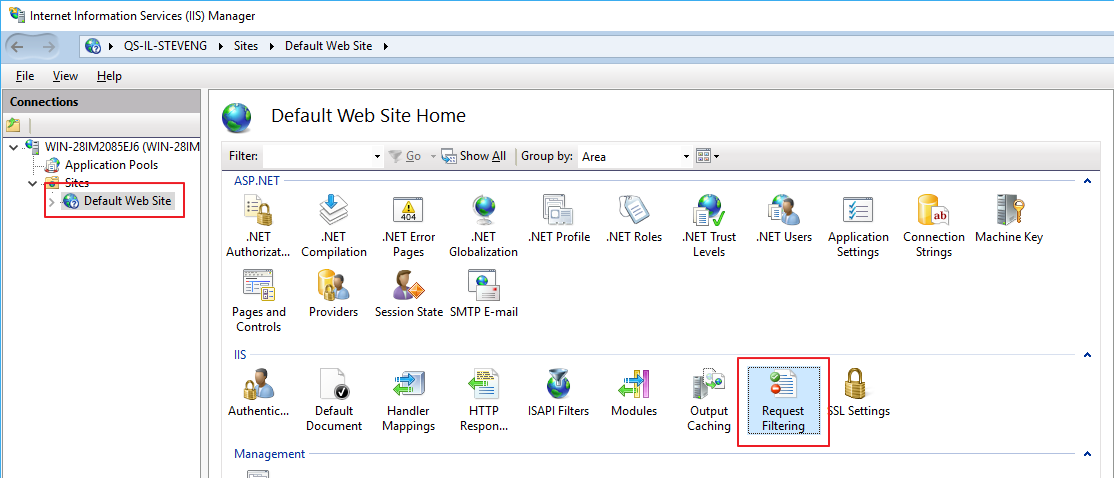 Internet Information Services (IIS) Manager
QS-IL-STEVENG Sites Default Web Site
File View Help
Connections
WIN-28IM2085EJ6 (WIN-28IM
Application Pools
Sites
Default Web Site
Default Web Site Home
Filter: Go Show All Group by: Area
ASP.NET
.NET Authorizat...
.NET Compilation
404
.NET Error Pages
.NET Globalization
.NET Profile
.NET Roles
.NET Trust Levels
.NET Users
Application Settings
ab
Connection Strings
Machine Key
Pages and Controls
Providers
Session State
SMTP E-mail
IIS
Authentic...
Default Document
Handler Mappings
HTTP Respon...
ISAPI Filters
Modules
Output Caching
Request Filtering
SSL Settings
Management